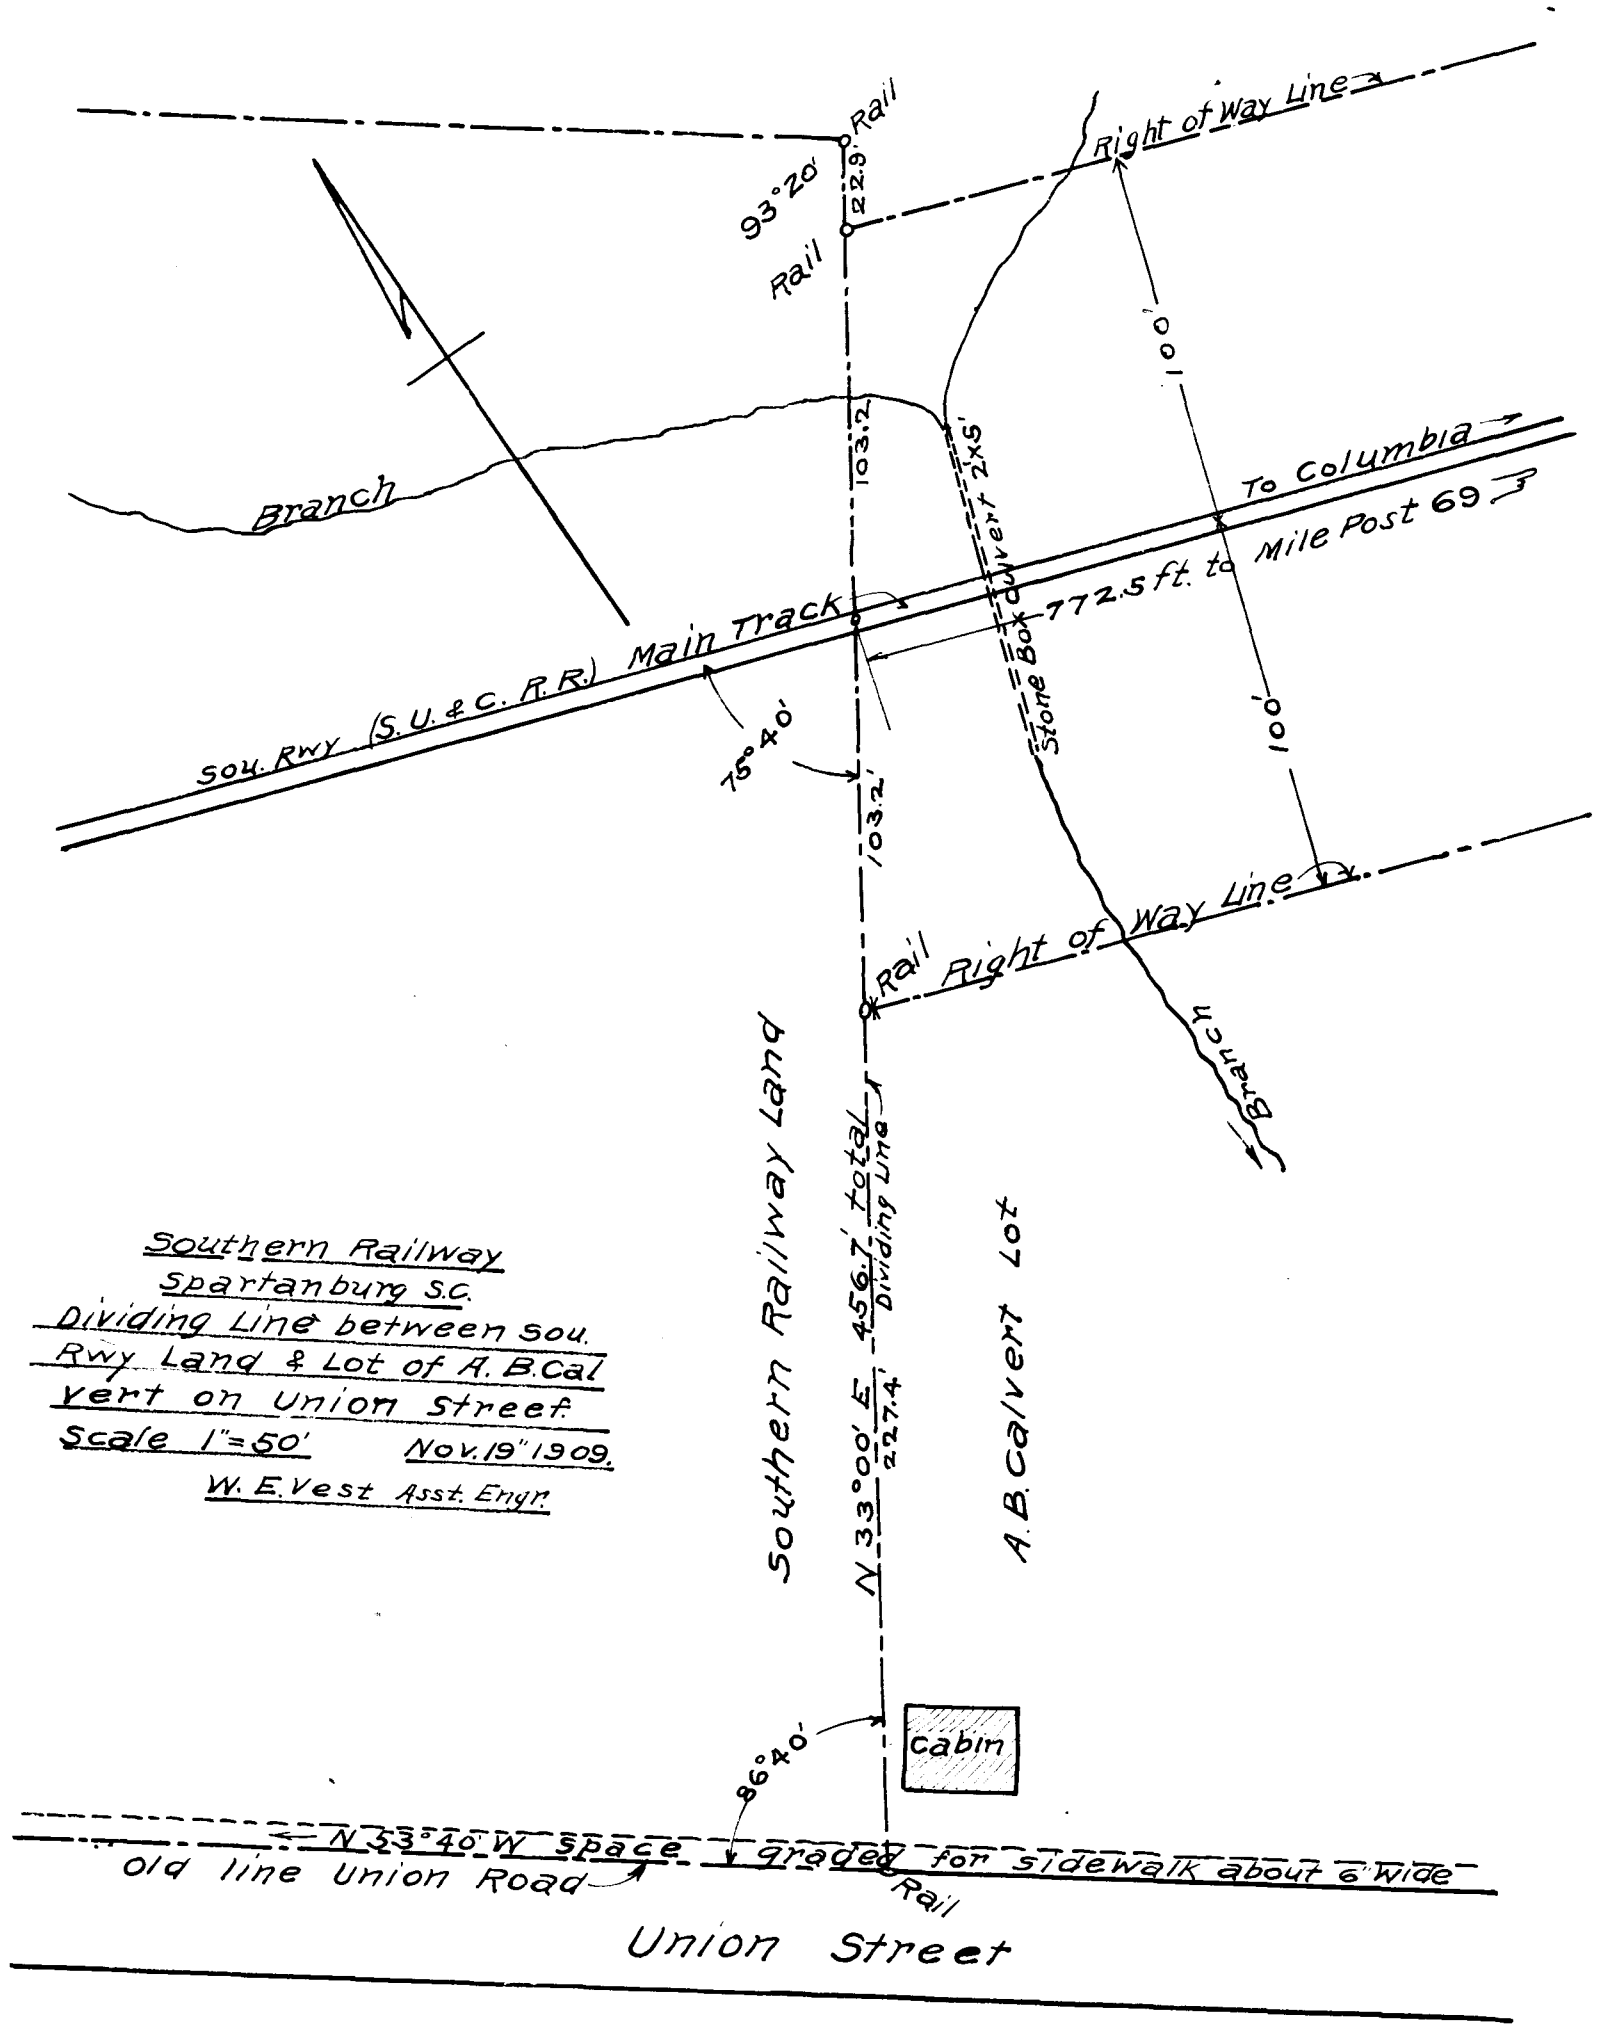 Right of Way Line
Rail
22.9'
93°20'
Rail
100'
103.2
Stone Box Culvert 2'x5'
Branch
To Columbia
772.5 ft. to Mile Post 69
Sou. Rwy (S.U. & C. R.R.) Main Track
75°40'
103.2'
100'
Right of Way Line
Rail
Branch
Southern Railway Land
N 33°00' E 456.7' total
Dividing Line
227.4'
A.B. Calvert Lot
Southern Railway
Spartanburg S.C.
Dividing Line between Sou.
Rwy Land & Lot of A. B. Cal
vert on Union Street.
Scale 1"=50' Nov. 19" 1909.
W. E. Vest Asst. Engr.
Cabin
86°40'
N 53°40' W space graded for sidewalk about 6' wide
Old line Union Road
Rail
Union Street